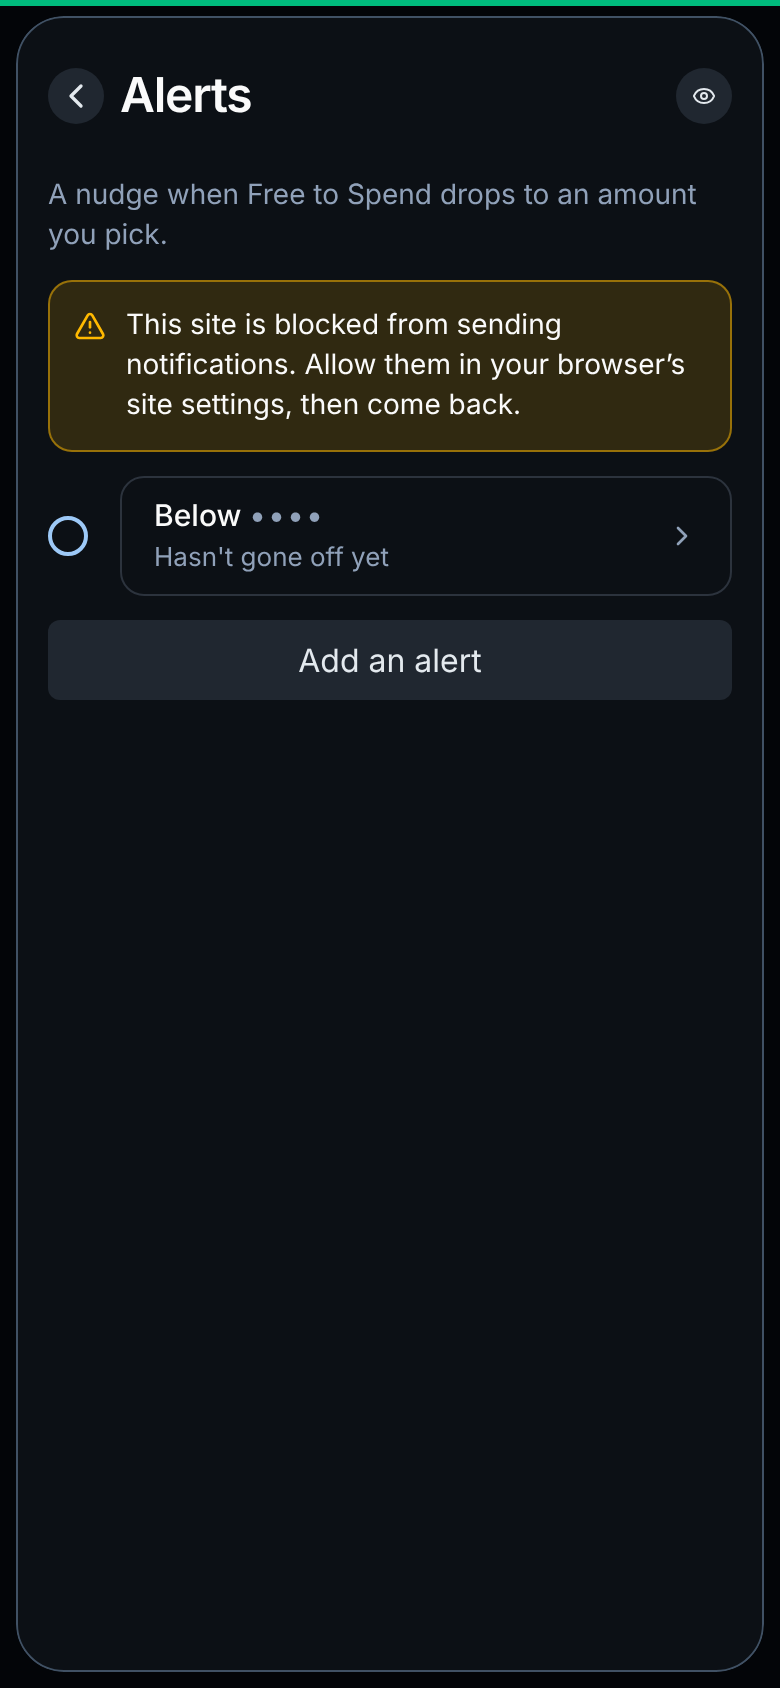 Alerts
A nudge when Free to Spend drops to an amount
you pick.
This site is blocked from sending
notifications. Allow them in your browser’s
site settings, then come back.
Below ••••
Hasn't gone off yet
Add an alert